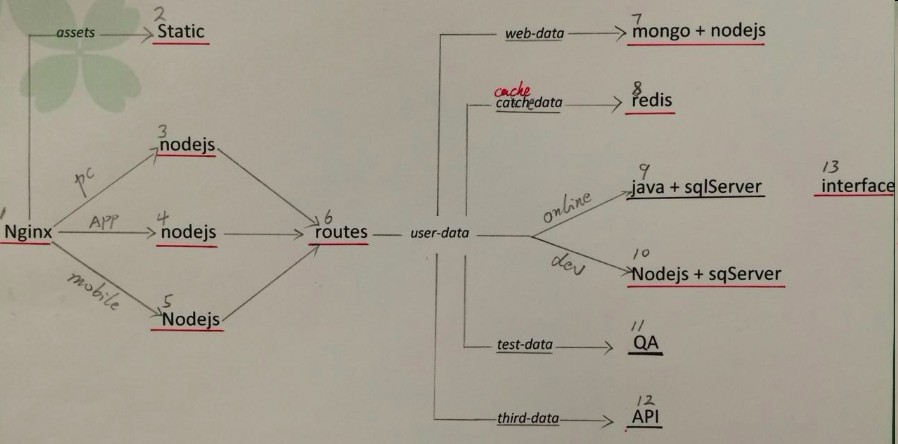 2
assets Static
7
web-data mongo + nodejs
cache
catchedata
8
redis
3
nodejs
pc
9
java + sqlServer
13
interface
online
1
Nginx
APP
4
nodejs
6
routes
user-data
dev
10
Nodejs + sqServer
mobile
5
Nodejs
11
test-data QA
12
third-data API